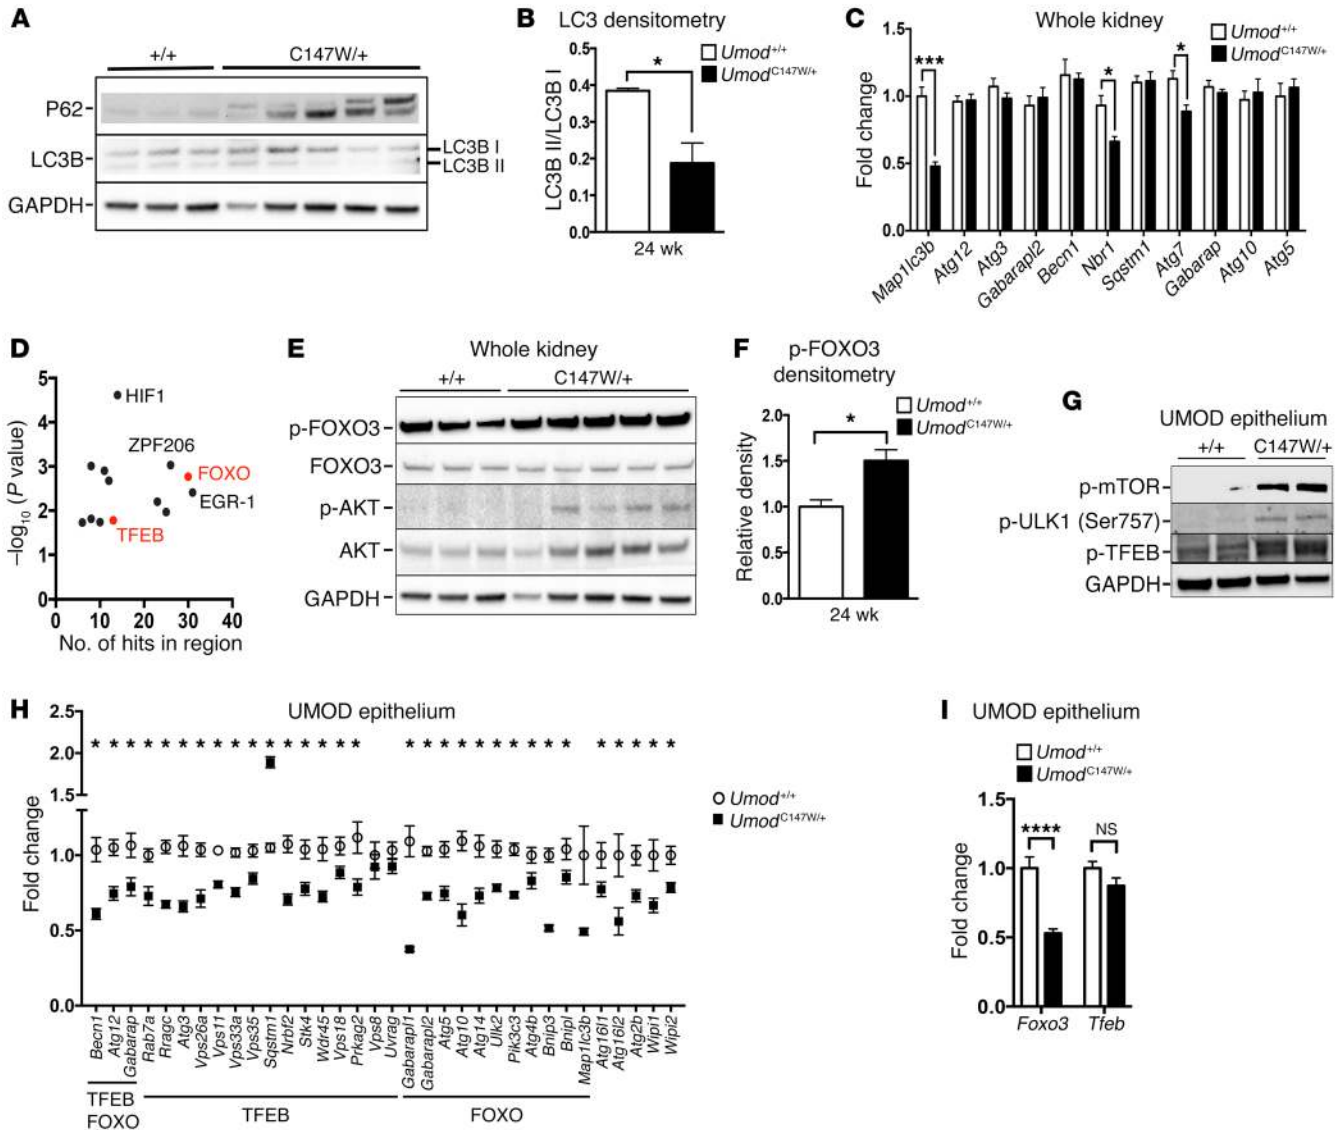 A
+/+
C147W/+
P62
LC3B
LC3B I
LC3B II
GAPDH
B
LC3 densitometry
Umod+/+
UmodC147W/+
*
LC3B II/LC3B I
0.5
0.4
0.3
0.2
0.1
0.0
24 wk
C
Whole kidney
Umod+/+
UmodC147W/+
***
*
*
Fold change
1.5
1.0
0.5
0.0
Map1lc3b
Atg12
Atg3
Gabarapl2
Becn1
Nbr1
Sqstm1
Atg7
Gabarap
Atg10
Atg5
D
–log10 (P value)
5
4
3
2
1
0
HIF1
ZPF206
FOXO
EGR-1
TFEB
0 10 20 30 40
No. of hits in region
E
Whole kidney
+/+
C147W/+
p-FOXO3
FOXO3
p-AKT
AKT
GAPDH
F
p-FOXO3
densitometry
Umod+/+
UmodC147W/+
*
Relative density
2.0
1.5
1.0
0.5
0.0
24 wk
G
UMOD epithelium
+/+ C147W/+
p-mTOR
p-ULK1 (Ser757)
p-TFEB
GAPDH
H
UMOD epithelium
* * * * * * * * * * * * * * * * * * * * * * * * * * * * * * *
Fold change
2.5
2.0
1.5
1.0
0.5
0.0
Umod+/+
UmodC147W/+
Becn1
Atg12
Gabarap
Rab7a
Rragc
Atg3
Vps26a
Vps11
Vps33a
Vps35
Sqstm1
Nrbf2
Stk4
Wdr45
Vps18
Prkag2
Vps8
Uvrag
Gabarapl1
Gabarapl2
Atg5
Atg10
Atg14
Ulk2
Pik3c3
Atg4b
Bnip3
Bnipl
Map1lc3b
Atg16l1
Atg16l2
Atg2b
Wipi1
Wipi2
TFEB
FOXO
TFEB
FOXO
I
UMOD epithelium
Umod+/+
UmodC147W/+
****
NS
Fold change
1.5
1.0
0.5
0.0
Foxo3
Tfeb